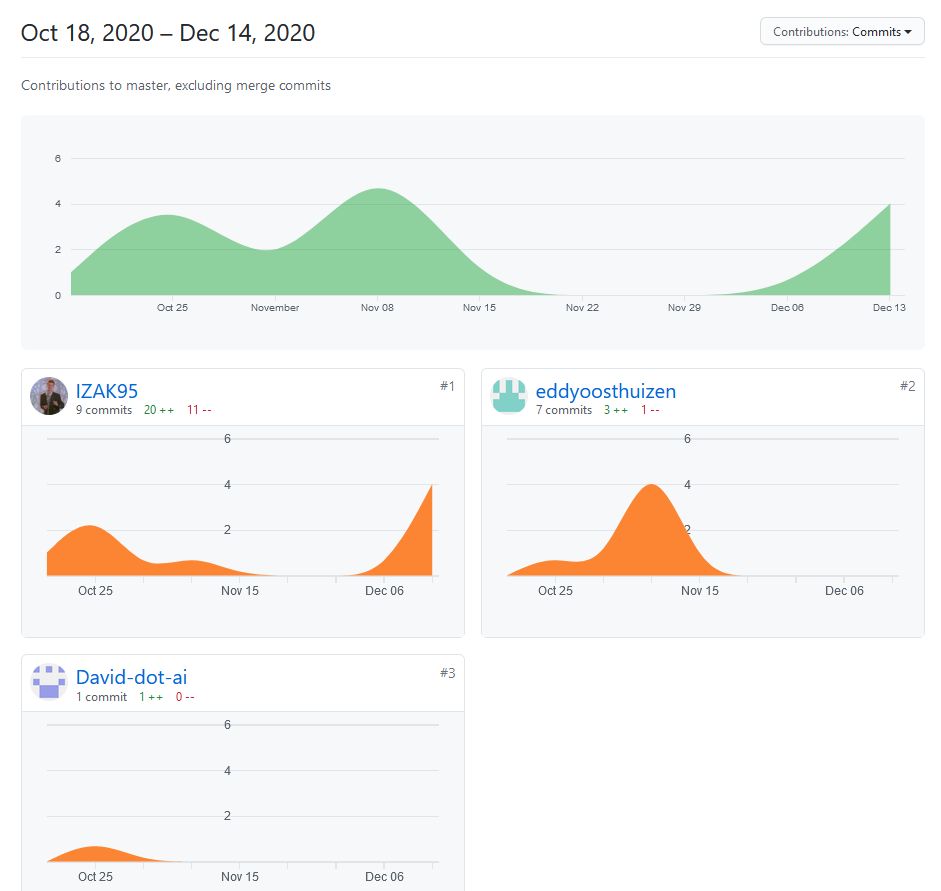 Oct 18, 2020 – Dec 14, 2020
Contributions: Commits
Contributions to master, excluding merge commits
6
4
2
0
Oct 25 November Nov 08 Nov 15 Nov 22 Nov 29 Dec 06 Dec 13
IZAK95 #1
9 commits 20 ++ 11 --
6
4
2
Oct 25 Nov 15 Dec 06
eddyoosthuizen #2
7 commits 3 ++ 1 --
6
4
2
Oct 25 Nov 15 Dec 06
David-dot-ai #3
1 commit 1 ++ 0 --
6
4
2
Oct 25 Nov 15 Dec 06